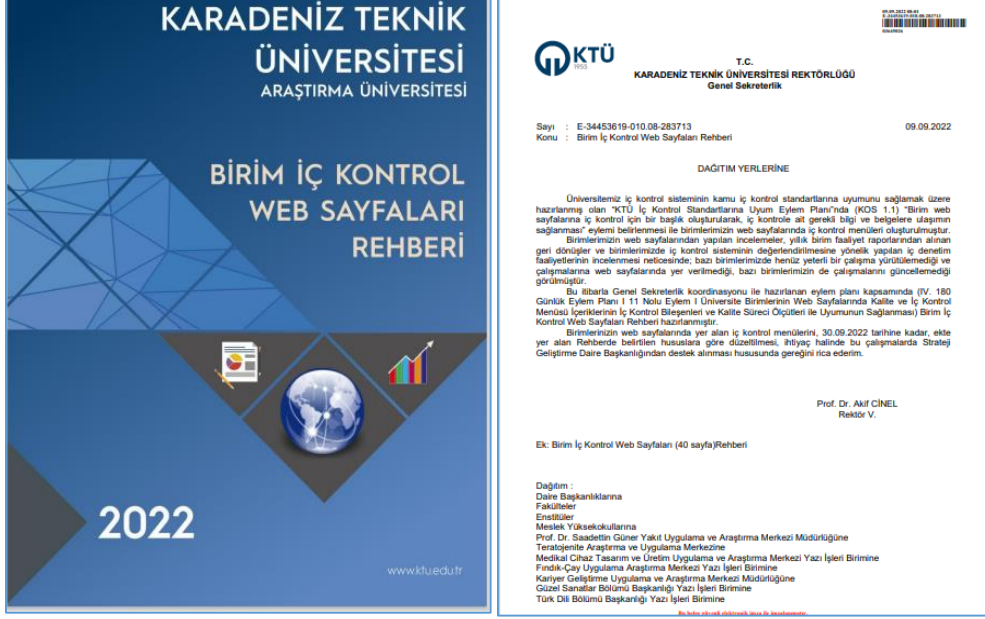 KARADENİZ TEKNİK
ÜNİVERSİTESİ
ARAŞTIRMA ÜNİVERSİTESİ
BİRİM İÇ KONTROL
WEB SAYFALARI
REHBERİ
2022
www.ktu.edu.tr
09.09.2022
KTÜ
1955
T.C.
KARADENİZ TEKNİK ÜNİVERSİTESİ REKTÖRLÜĞÜ
Genel Sekreterlik
Sayı : E-34453619-010.08-283713 09.09.2022
Konu : Birim İç Kontrol Web Sayfaları Rehberi
DAĞITIM YERLERİNE
Üniversitemiz iç kontrol sisteminin kamu iç kontrol standartlarına uyumunu sağlamak üzere
hazırlanmış olan "KTÜ İç Kontrol Standartlarına Uyum Eylem Planı"nda (KOS 1.1) "Birim web
sayfalarına iç kontrol için bir başlık oluşturularak, iç kontrole ait gerekli bilgi ve belgelere ulaşımın
sağlanması" eylemi belirlenmesi ile birimlerimizin web sayfalarında iç kontrol menüleri oluşturulmuştur.
Birimlerimizin web sayfalarından yapılan incelemeler, yıllık birim faaliyet raporlarından alınan
geri dönüşler ve birimlerimizde iç kontrol sisteminin değerlendirilmesine yönelik yapılan iç denetim
faaliyetlerinin incelenmesi neticesinde; bazı birimlerimizde henüz yeterli bir çalışma yürütülemediği ve
çalışmalarına web sayfalarında yer verilmediği, bazı birimlerimizin de çalışmalarını güncellemediği
görülmüştür.
Bu itibarla Genel Sekreterlik koordinasyonu ile hazırlanan eylem planı kapsamında (IV. 180
Günlük Eylem Planı I 11 Nolu Eylem I Üniversite Birimlerinin Web Sayfalarında Kalite ve İç Kontrol
Menüsü İçeriklerinin İç Kontrol Bileşenleri ve Kalite Süreci Ölçütleri ile Uyumunun Sağlanması) Birim İç
Kontrol Web Sayfaları Rehberi hazırlanmıştır.
Birimlerinizin web sayfalarında yer alan iç kontrol menülerini, 30.09.2022 tarihine kadar, ekte
yer alan Rehberde belirtilen hususlara göre düzeltilmesi, ihtiyaç halinde bu çalışmalarda Strateji
Geliştirme Daire Başkanlığından destek alınması hususunda gereğini rica ederim.
Prof. Dr. Akif CİNEL
Rektör V.
Ek: Birim İç Kontrol Web Sayfaları (40 sayfa)Rehberi
Dağıtım :
Daire Başkanlıklarına
Fakülteler
Enstitüler
Meslek Yüksekokullarına
Prof. Dr. Saadettin Güner Yakıt Uygulama ve Araştırma Merkezi Müdürlüğüne
Teratojenite Araştırma ve Uygulama Merkezine
Medikal Cihaz Tasarım ve Üretim Uygulama ve Araştırma Merkezi Yazı İşleri Birimine
Fındık-Çay Uygulama Araştırma Merkezi Yazı İşleri Birimine
Kariyer Geliştirme Uygulama ve Araştırma Merkezi Müdürlüğüne
Güzel Sanatlar Bölümü Başkanlığı Yazı İşleri Birimine
Türk Dili Bölümü Başkanlığı Yazı İşleri Birimine
Bu belge güvenli elektronik imza ile imzalanmıştır.